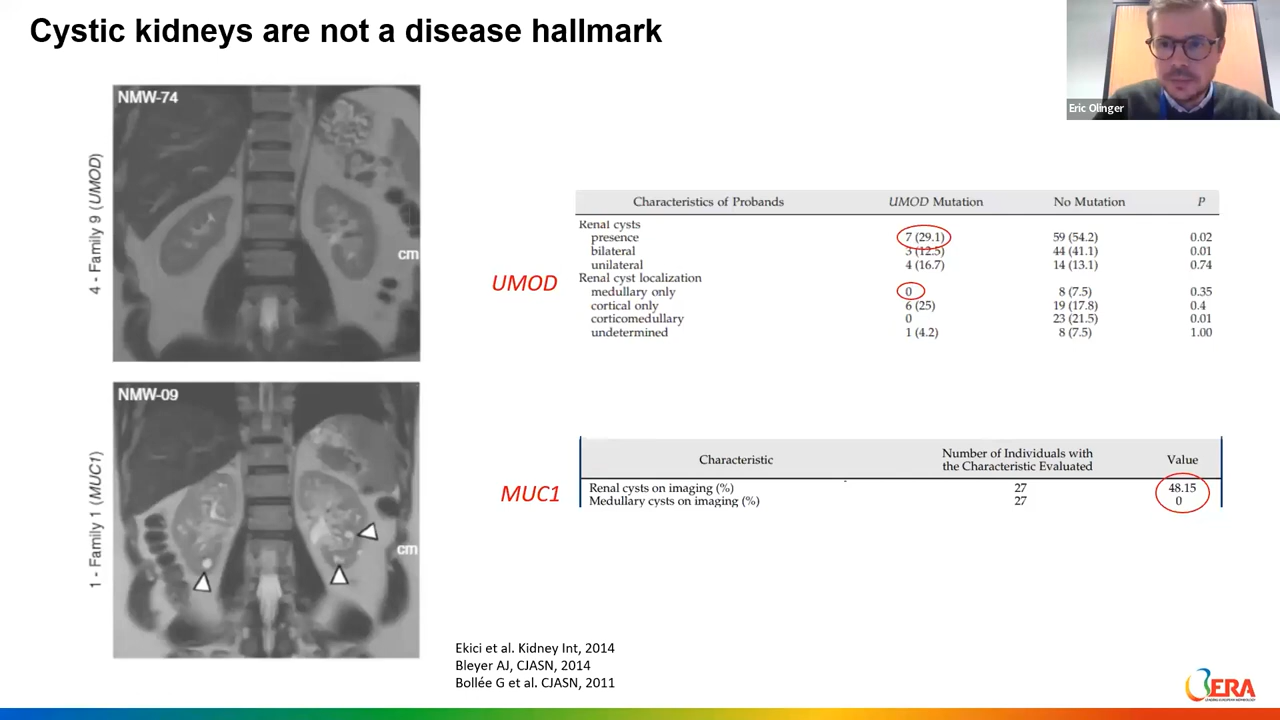 Cystic kidneys are not a disease hallmark
Eric Olinger
NMW-74
4 - Family 9 (UMOD)
cm
NMW-09
1 - Family 1 (MUC1)
cm
UMOD
Characteristics of Probands UMOD Mutation No Mutation P
Renal cysts
presence 7 (29.1) 59 (54.2) 0.02
bilateral 3 (12.5) 44 (41.1) 0.01
unilateral 4 (16.7) 14 (13.1) 0.74
Renal cyst localization
medullary only 0 8 (7.5) 0.35
cortical only 6 (25) 19 (17.8) 0.4
corticomedullary 0 23 (21.5) 0.01
undetermined 1 (4.2) 8 (7.5) 1.00
MUC1
Characteristic Number of Individuals with the Characteristic Evaluated Value
Renal cysts on imaging (%) 27 48.15
Medullary cysts on imaging (%) 27 0
Ekici et al. Kidney Int, 2014
Bleyer AJ, CJASN, 2014
Bollée G et al. CJASN, 2011
ERA
LEADING EUROPEAN NEPHROLOGY